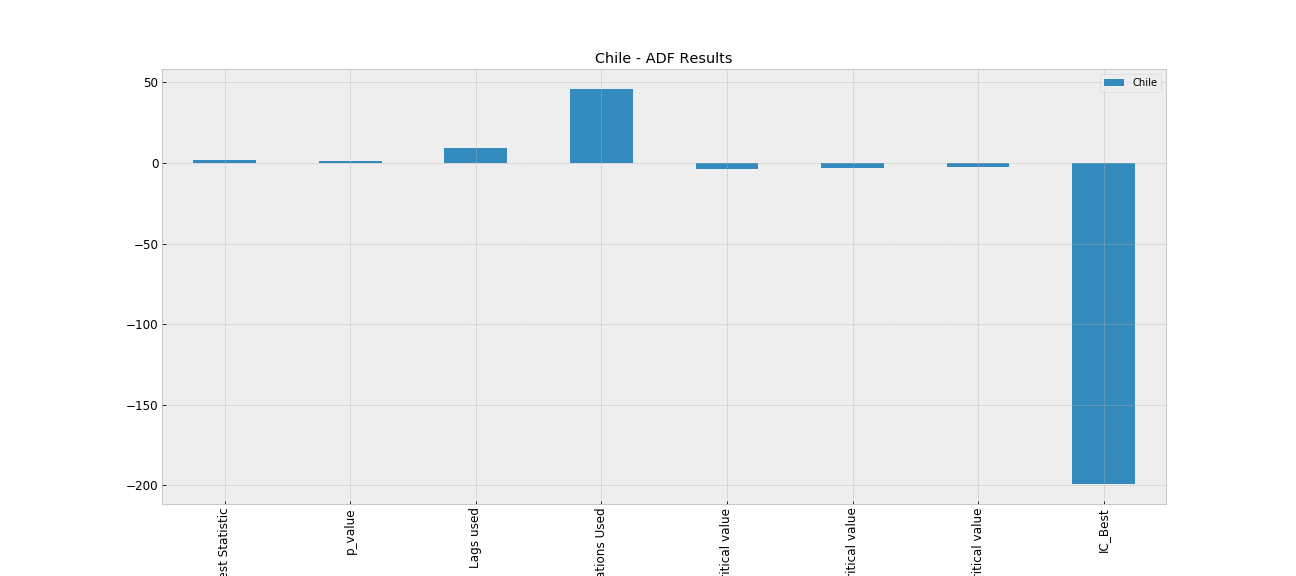 Chile - ADF Results
Chile
50
0
−50
−100
−150
−200
est Statistic
p_value
Lags used
ations Used
ritical value
ritical value
ritical value
IC_Best